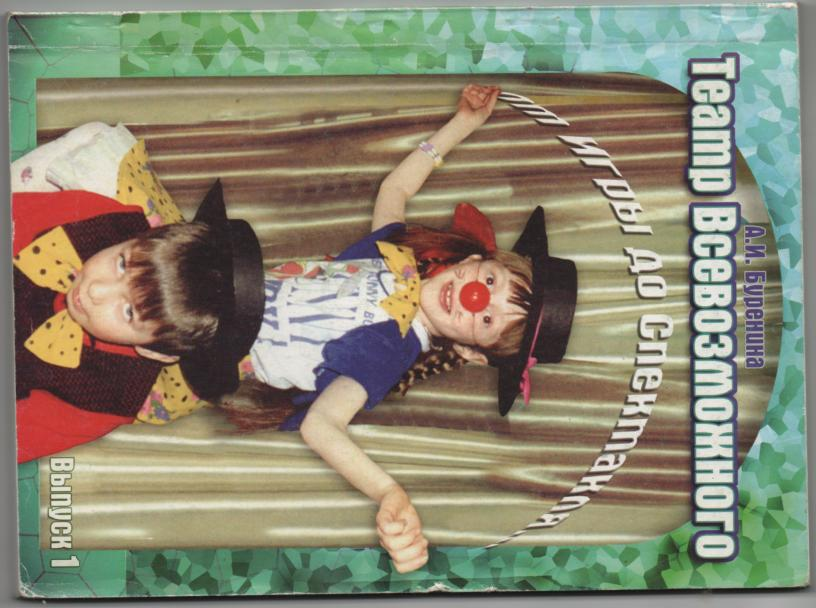 А.И. Буренина
Театр Всевозможного
от Игры до Спектакля
Выпуск 1